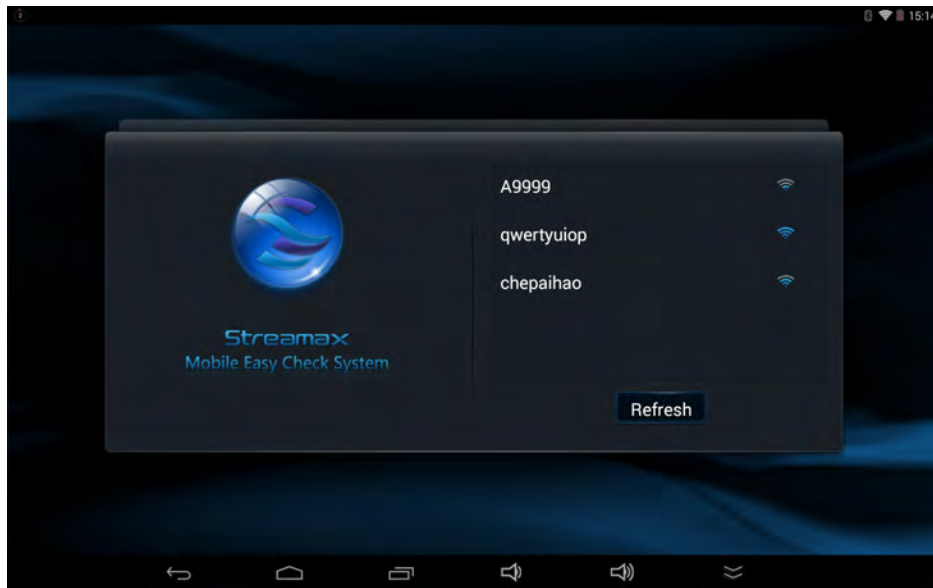 15:14
A9999
qwertyuiop
chepaihao
Streamax
Mobile Easy Check System
Refresh